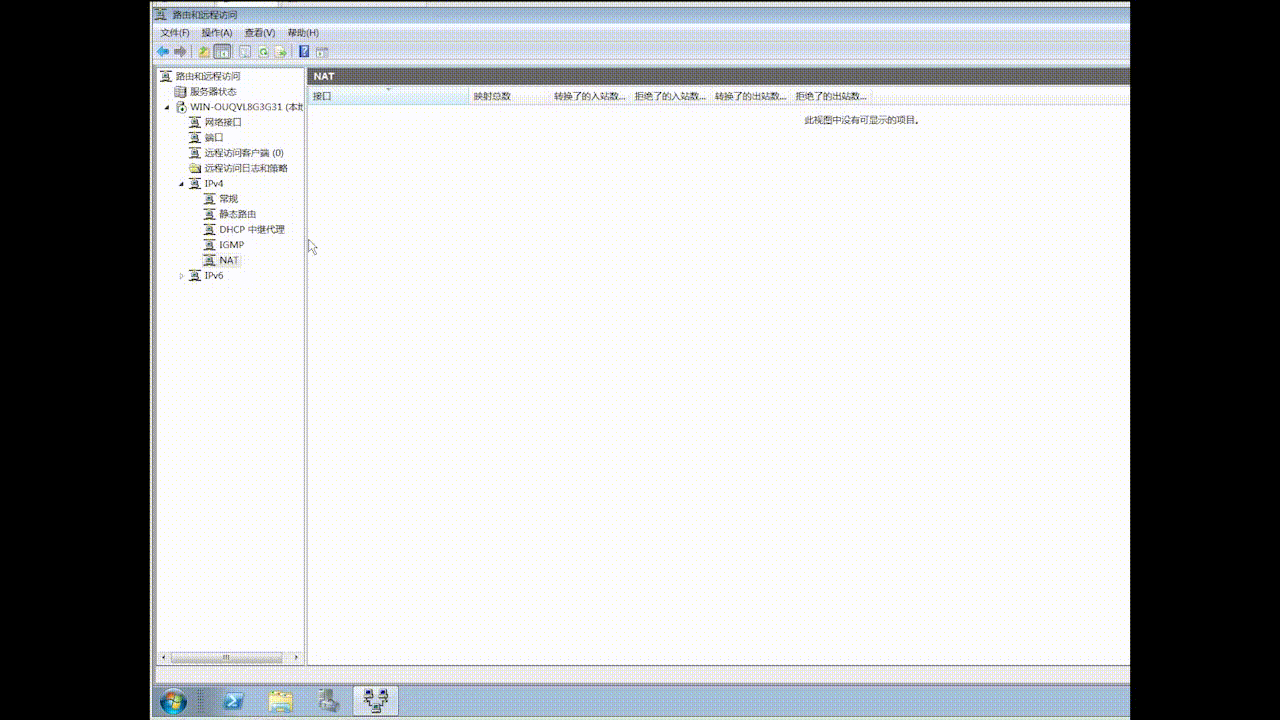 路由和远程访问
文件(F) 操作(A) 查看(V) 帮助(H)
路由和远程访问
服务器状态
WIN-OUQVL8G3G31 (本地
网络接口
端口
远程访问客户端 (0)
远程访问日志和策略
IPv4
常规
静态路由
DHCP 中继代理
IGMP
NAT
IPv6
NAT
接口 映射总数 转换了的入站数... 拒绝了的入站数... 转换了的出站数... 拒绝了的出站数...
此视图中没有可显示的项目。